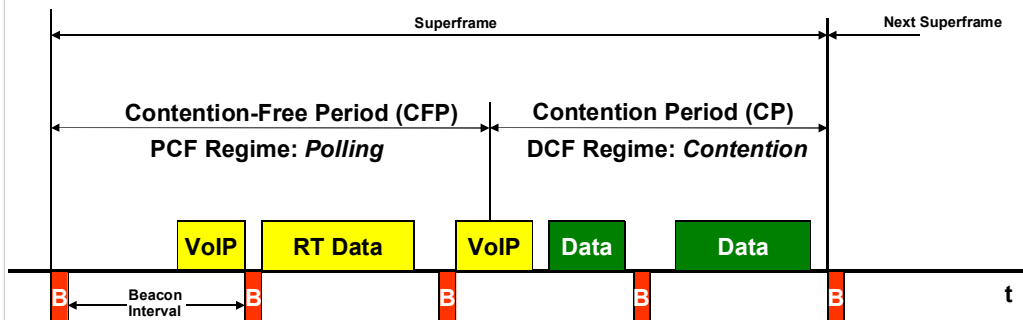 Superframe
Next Superframe
Contention-Free Period (CFP)
Contention Period (CP)
PCF Regime: Polling
DCF Regime: Contention
VoIP
RT Data
VoIP
Data
Data
B
Beacon
Interval
B
B
B
B
t